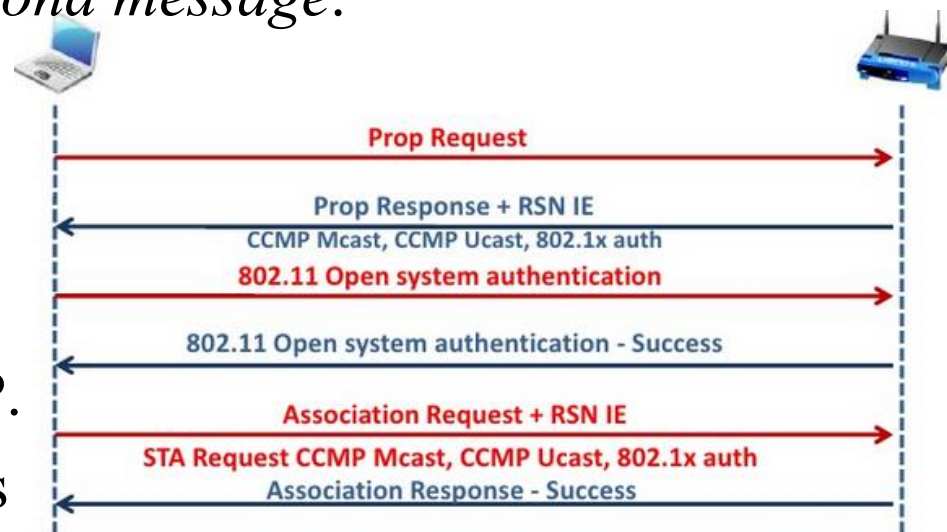 ond message.
Prop Request
Prop Response + RSN IE
CCMP Mcast, CCMP Ucast, 802.1x auth
802.11 Open system authentication
802.11 Open system authentication - Success
Association Request + RSN IE
STA Request CCMP Mcast, CCMP Ucast, 802.1x auth
Association Response - Success